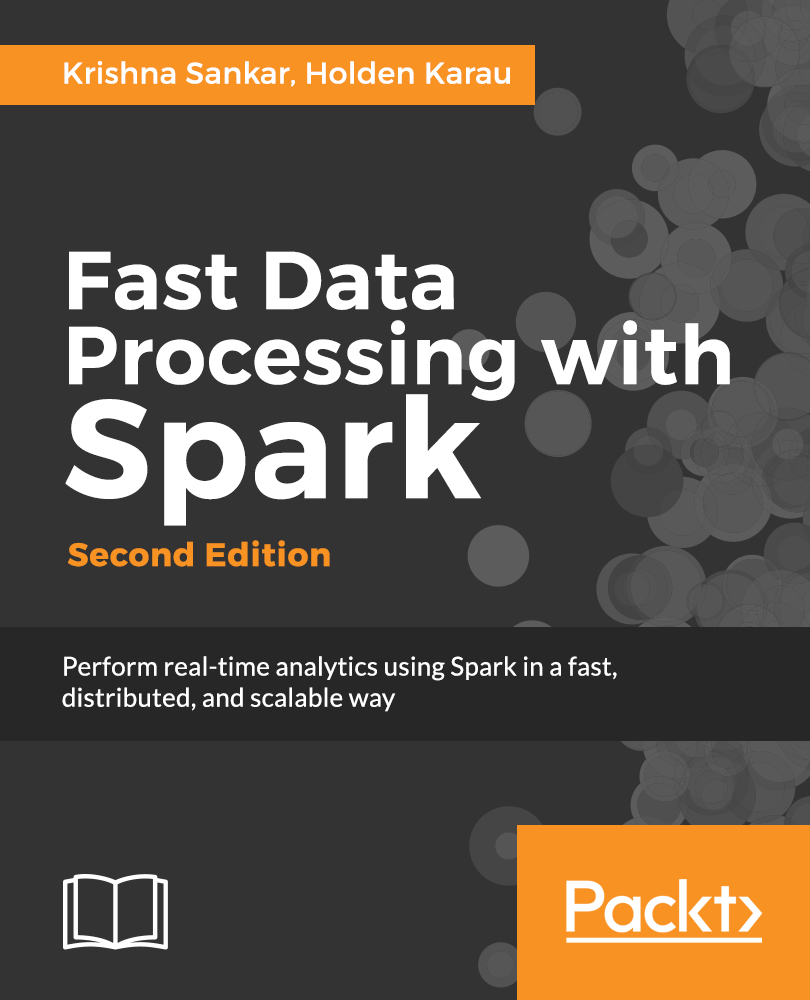 Krishna Sankar, Holden Karau
Fast Data
Processing with
Spark
Second Edition
Perform real-time analytics using Spark in a fast,
distributed, and scalable way
Packt